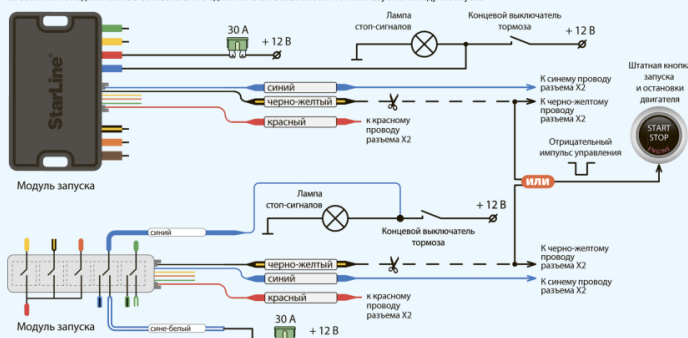 30 А
+ 12 В
Лампа
стоп-сигналов
Концевой выключатель
тормоза
+ 12 В
StarLine
синий
К синему проводу
разъема X2
черно-желтый
К черно-желтому
проводу
разъема X2
красный
к красному
проводу
разъема X2
Штатная кнопка
запуска
и остановки
двигателя
START
STOP
ENGINE
Отрицательный
импульс управления
ИЛИ
Модуль запуска
Лампа
стоп-сигналов
+ 12 В
Концевой выключатель
тормоза
синий
черно-желтый
К черно-желтому
проводу
разъема X2
синий
К синему проводу
разъема X2
красный
к красному
проводу
разъема X2
Модуль запуска
сине-белый
30 А
+ 12 В